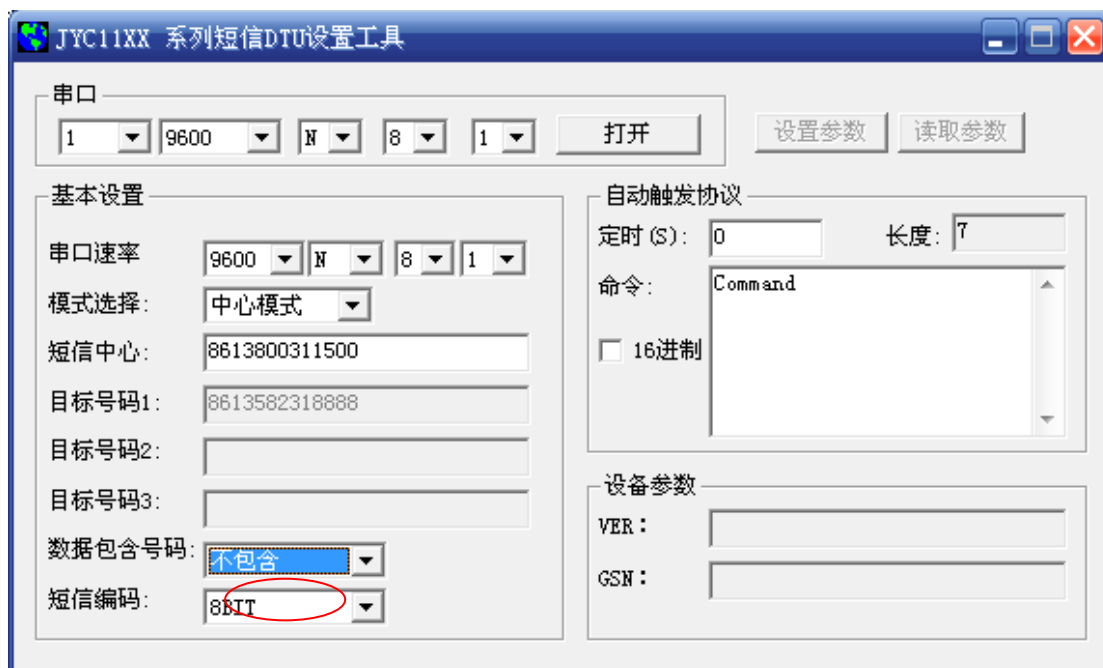 JYC11XX 系列短信DTU设置工具
串口
1 9600 N 8 1 打开 设置参数 读取参数
基本设置
串口速率 9600 N 8 1
模式选择: 中心模式
短信中心: 8613800311500
目标号码1: 8613582318888
目标号码2:
目标号码3:
数据包含号码: 不包含
短信编码: 8BIT
自动触发协议
定时(S): 0 长度: 7
命令: Command
16进制
设备参数
VER:
GSN: